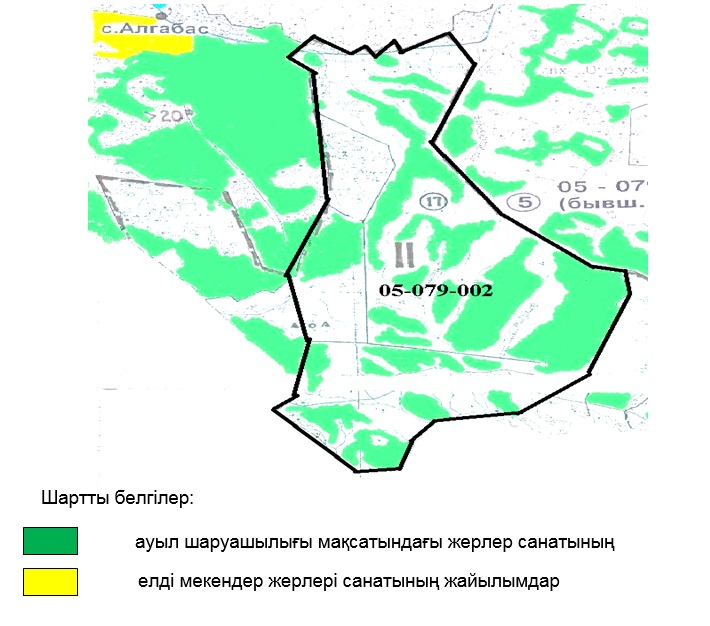 с.Алгабас
>20
17
5
05 - 07
(бывш.
II
05-079-002
Шартты белгілер:
ауыл шаруашылығы мақсатындағы жерлер санатының
елді мекендер жерлері санатының жайылымдар